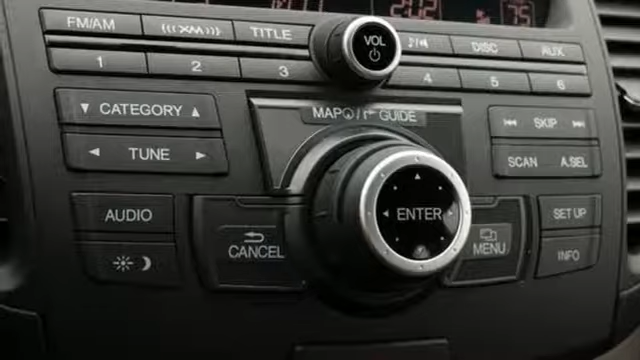 FM/AM XM TITLE VOL DISC AUX
1 2 3 4 5 6
MAP / GUIDE
▼ CATEGORY ▲ ⏮ SKIP ⏭
◄ TUNE ► SCAN A.SEL
AUDIO ENTER SET UP
CANCEL MENU INFO
75